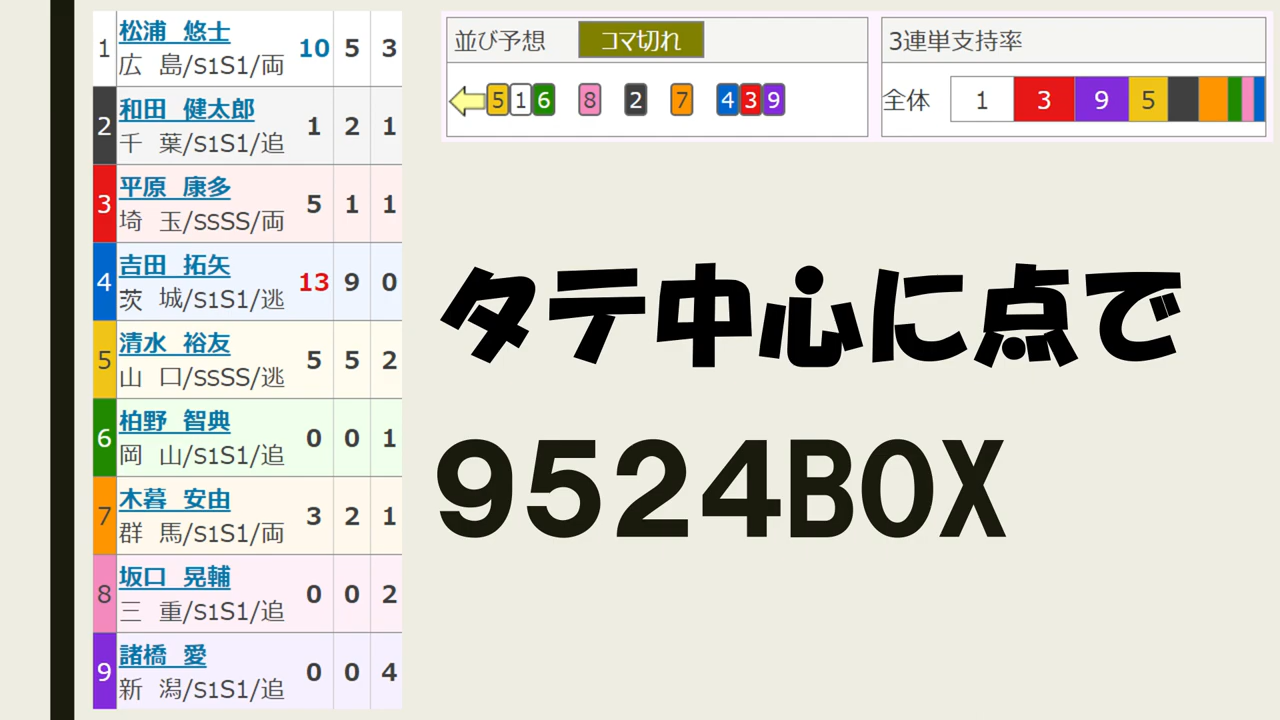 1 松浦 悠士 10 5 3
広 島/S1S1/両
2 和田 健太郎 1 2 1
千 葉/S1S1/追
3 平原 康多 5 1 1
埼 玉/SSSS/両
4 吉田 拓矢 13 9 0
茨 城/S1S1/逃
5 清水 裕友 5 5 2
山 口/SSSS/逃
6 柏野 智典 0 0 1
岡 山/S1S1/追
7 木暮 安由 3 2 1
群 馬/S1S1/両
8 坂口 晃輔 0 0 2
三 重/S1S1/追
9 諸橋 愛 0 0 4
新 潟/S1S1/追
並び予想 コマ切れ
5 1 6 8 2 7 4 3 9
3連単支持率
全体 1 3 9 5
タテ中心に点で
9524BOX